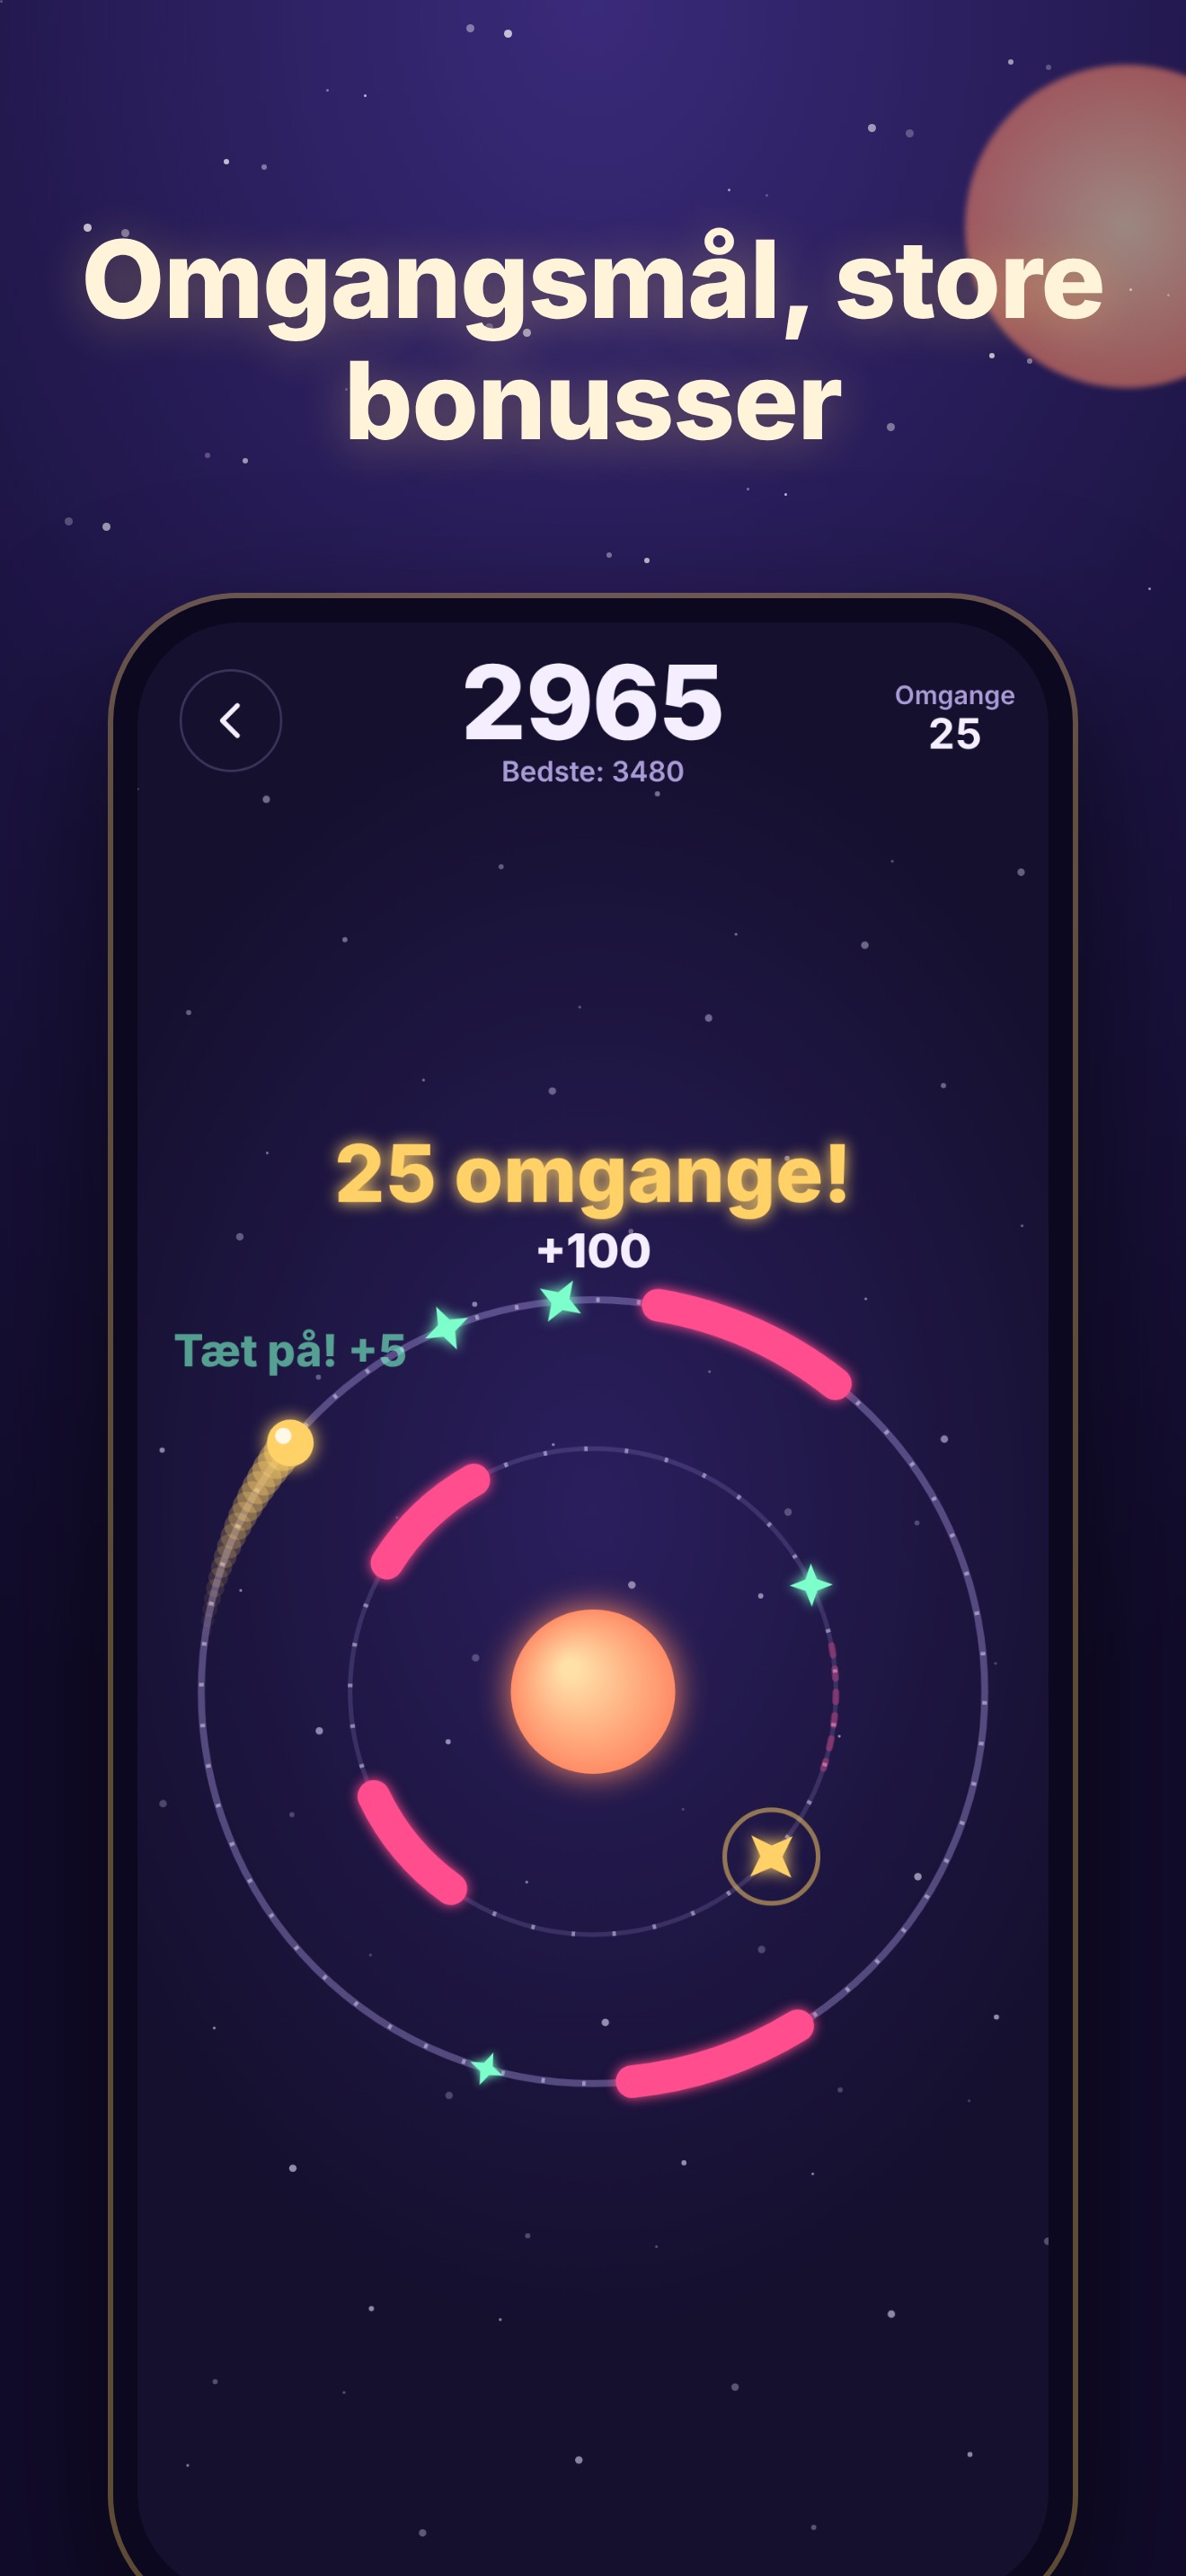 Omgangsmål, store
bonusser
2965
Bedste: 3480
Omgange
25
25 omgange!
+100
Tæt på! +5